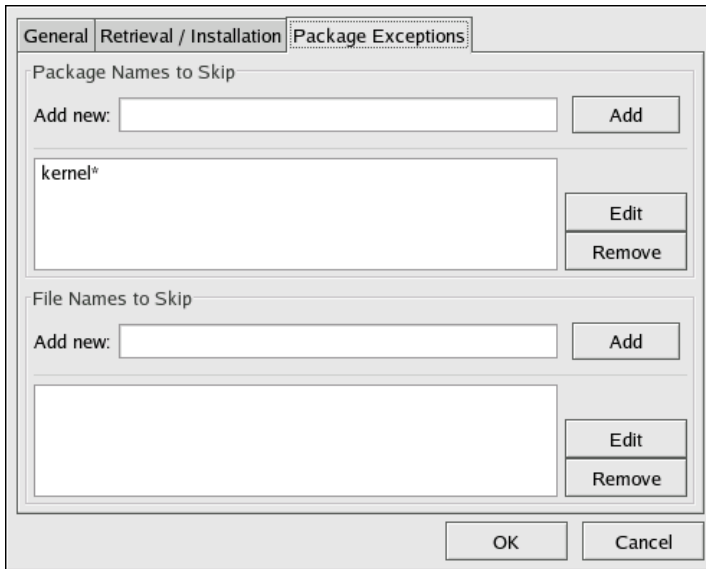 General Retrieval / Installation Package Exceptions
Package Names to Skip
Add new: Add
kernel*
Edit
Remove
File Names to Skip
Add new: Add
Edit
Remove
OK Cancel